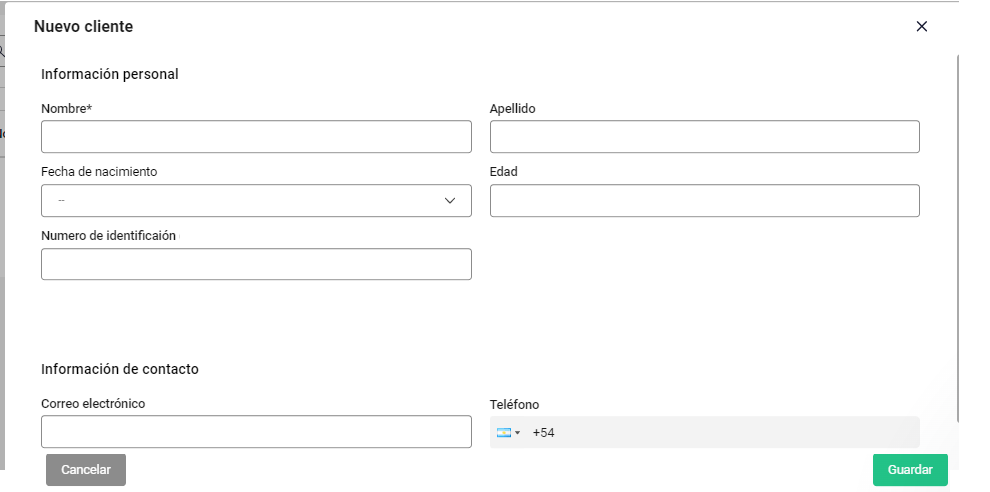 Nuevo cliente
Información personal
Nombre*
Apellido
Fecha de nacimiento
Edad
--
Numero de identificaión
Información de contacto
Correo electrónico
Teléfono
+54
Cancelar
Guardar